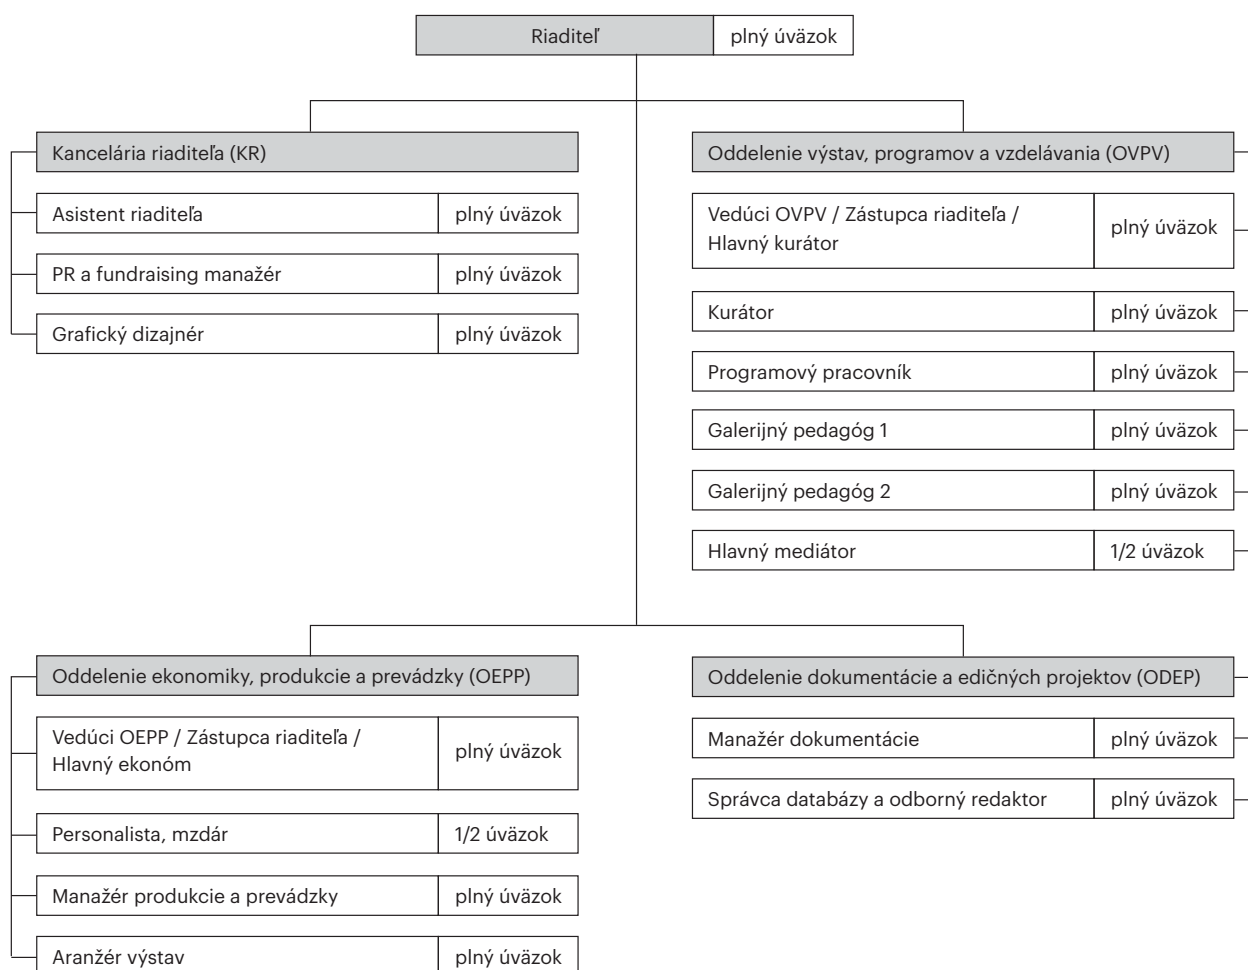 Riaditeľ plný úväzok
Kancelária riaditeľa (KR)
Asistent riaditeľa plný úväzok
PR a fundraising manažér plný úväzok
Grafický dizajnér plný úväzok
Oddelenie výstav, programov a vzdelávania (OVPV)
Vedúci OVPV / Zástupca riaditeľa /
Hlavný kurátor
plný úväzok
Kurátor plný úväzok
Programový pracovník plný úväzok
Galerijný pedagóg 1 plný úväzok
Galerijný pedagóg 2 plný úväzok
Hlavný mediátor 1/2 úväzok
Oddelenie ekonomiky, produkcie a prevádzky (OEPP)
Vedúci OEPP / Zástupca riaditeľa /
Hlavný ekonóm
plný úväzok
Personalista, mzdár 1/2 úväzok
Manažér produkcie a prevádzky plný úväzok
Aranžér výstav plný úväzok
Oddelenie dokumentácie a edičných projektov (ODEP)
Manažér dokumentácie plný úväzok
Správca databázy a odborný redaktor plný úväzok